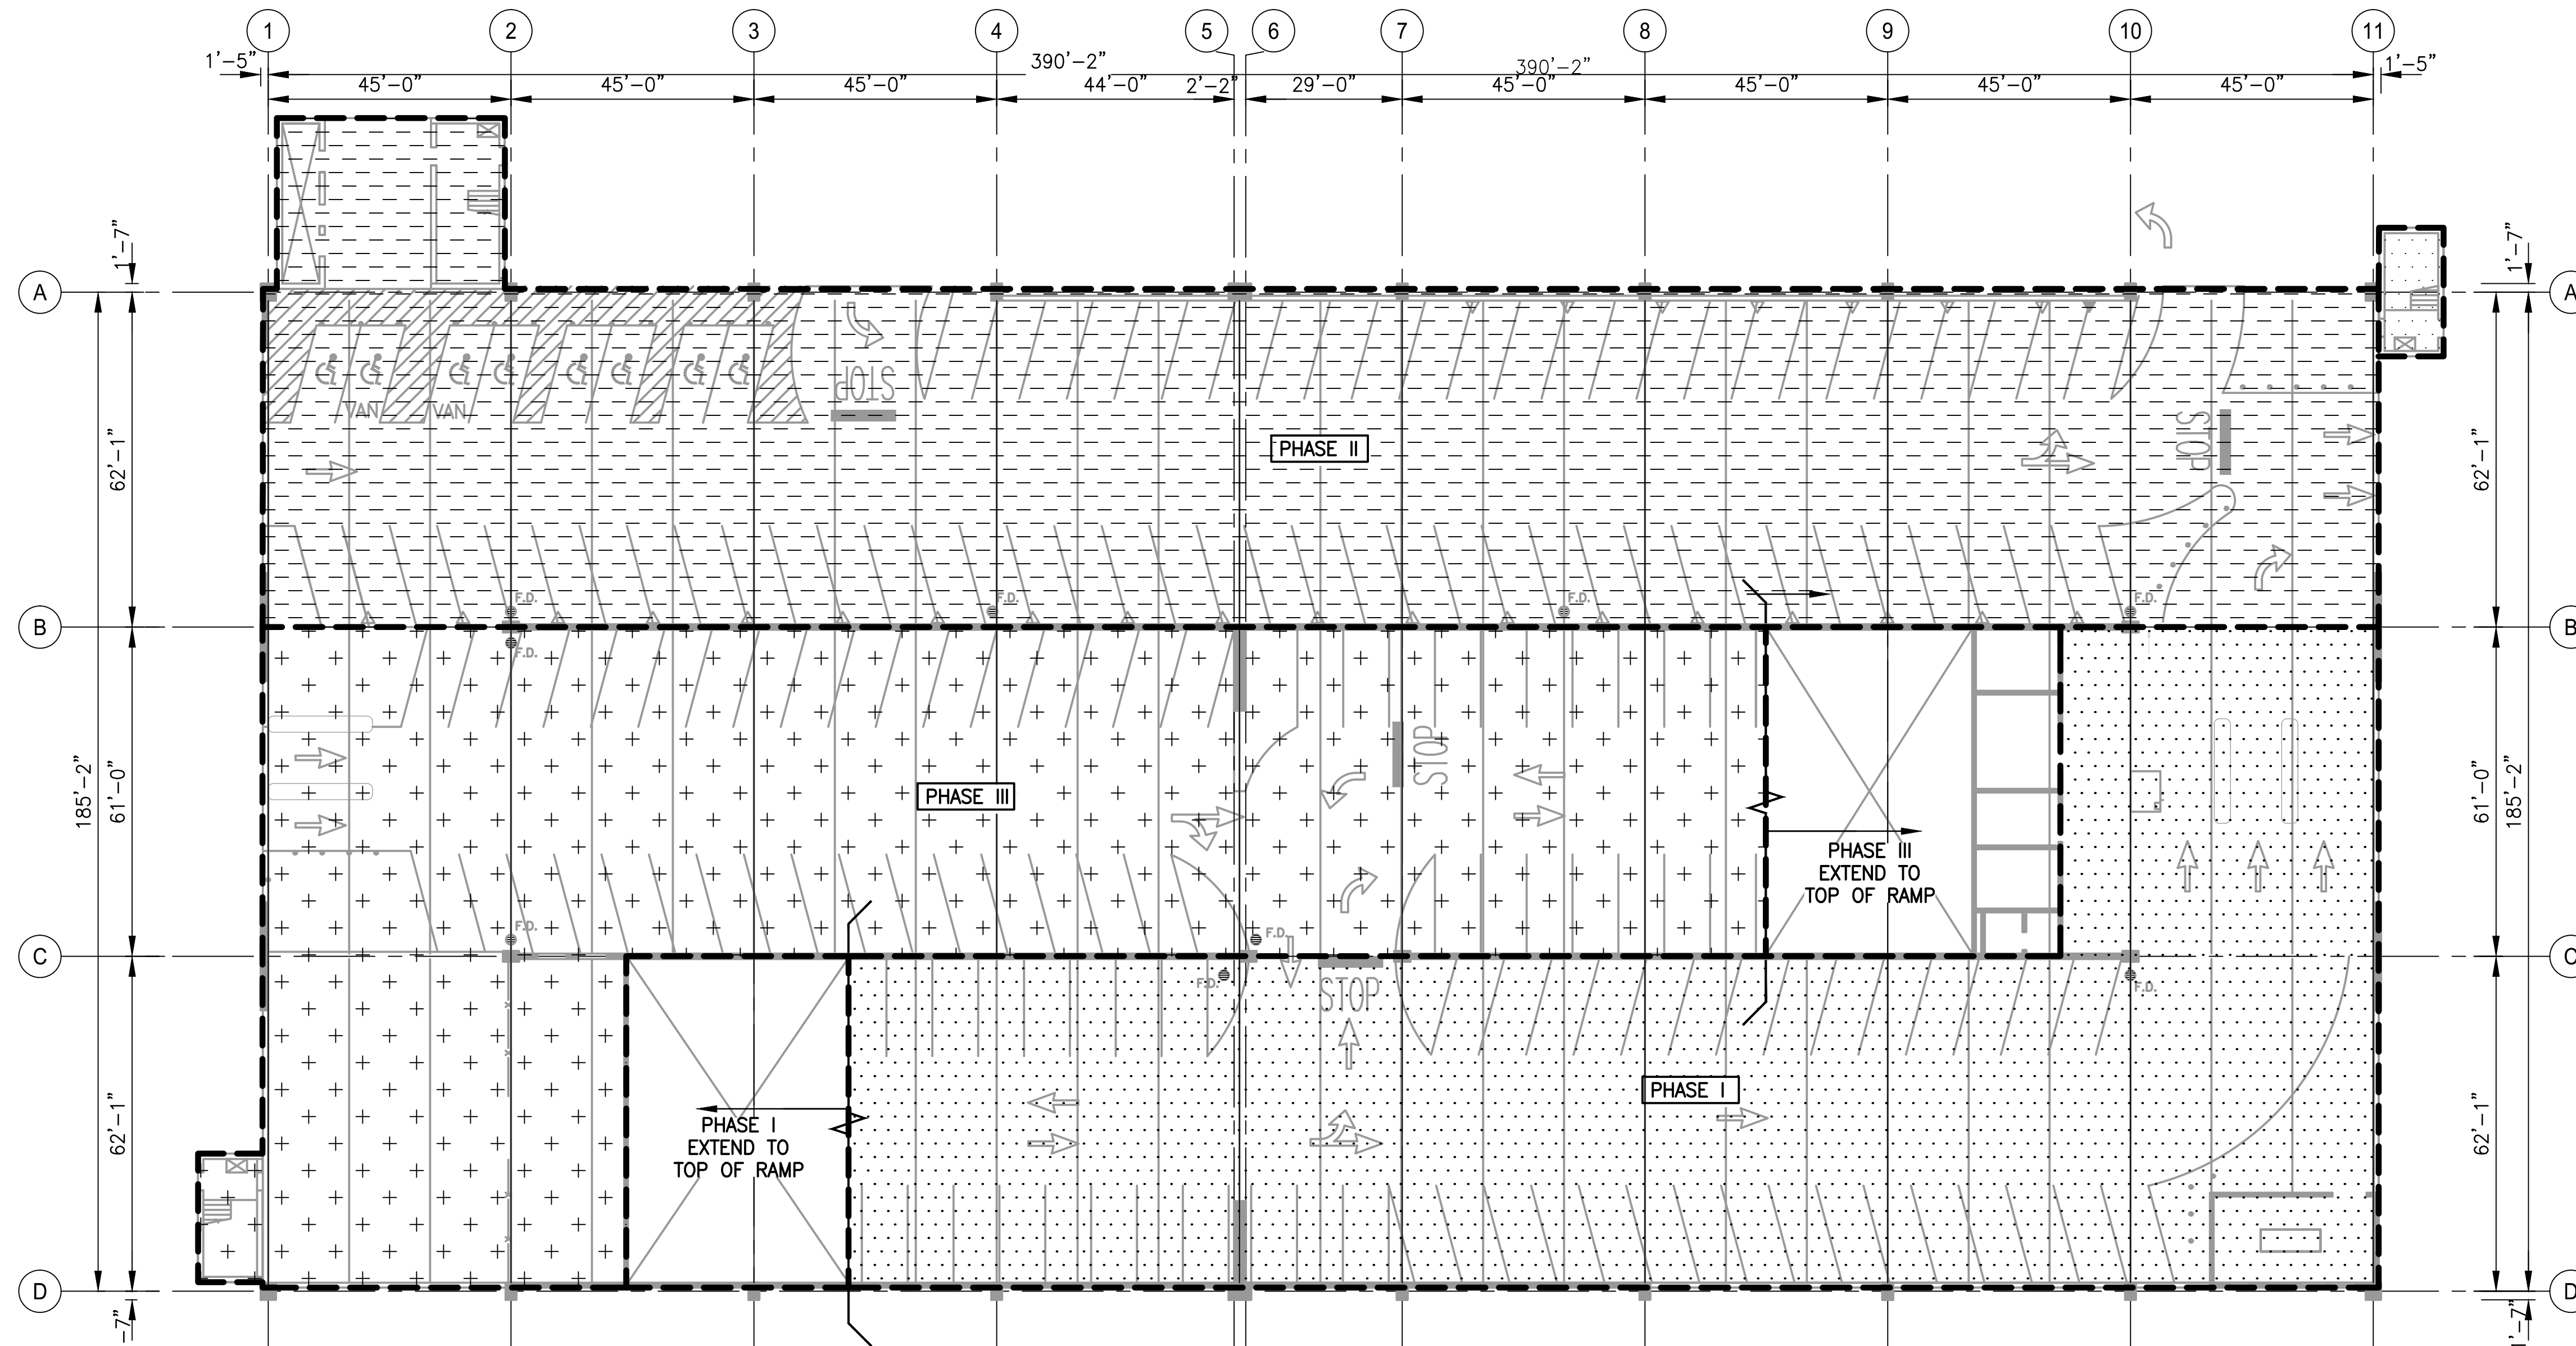 1 2 3 4 5 6 7 8 9 10 11
1'-5" 390'-2" 390'-2" 1'-5"
45'-0" 45'-0" 45'-0" 44'-0" 2'-2" 29'-0" 45'-0" 45'-0" 45'-0" 45'-0"
1'-7" 1'-7"
A A
STOP
VAN VAN
STOP
PHASE II
62'-1" 62'-1"
F.D. F.D. F.D. F.D.
B B
F.D.
STOP
185'-2" 61'-0" 61'-0" 185'-2"
PHASE III
PHASE III
EXTEND TO
TOP OF RAMP
F.D. F.D.
C C
F.D. STOP F.D.
PHASE I
62'-1" 62'-1"
PHASE I
EXTEND TO
TOP OF RAMP
D D
-7" 1'-7"